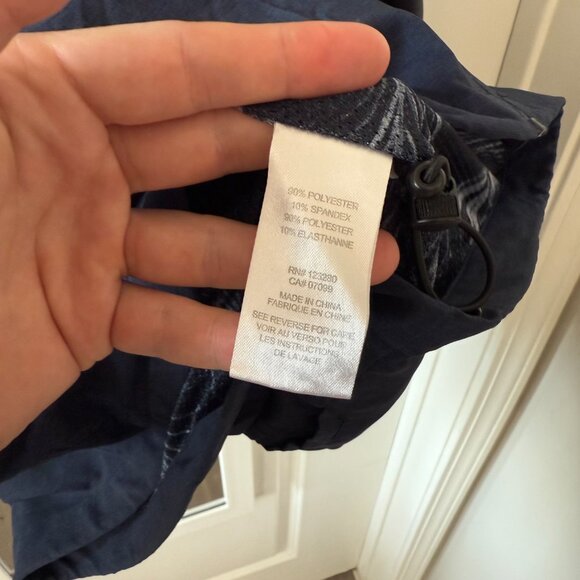 90% POLYESTER
10% SPANDEX
90% POLYESTER
10% ELASTHANNE
RN# 123280
CA# 07099
MADE IN CHINA
FABRIQUE EN CHINE
SEE REVERSE FOR CARE
VOIR AU VERSO POUR
LES INSTRUCTIONS
DE LAVAGE